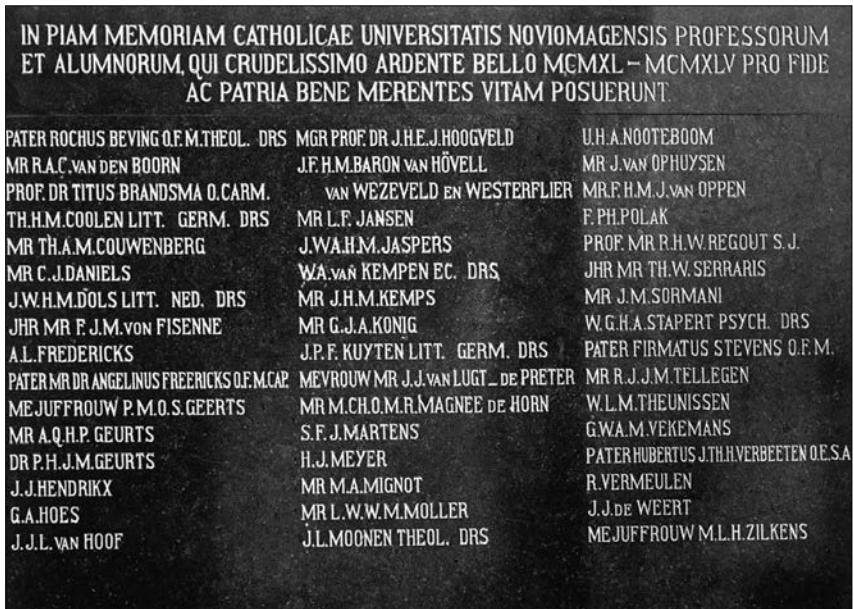 IN PIAM MEMORIAM CATHOLICAE UNIVERSITATIS NOVIOMAGENSIS PROFESSORUM
ET ALUMNORUM, QUI CRUDELISSIMO ARDENTE BELLO MCMXL – MCMXLV PRO FIDE
AC PATRIA BENE MERENTES VITAM POSUERUNT.
PATER ROCHUS BEVING O.F.M. THEOL. DRS
MR R.A.C. VAN DEN BOORN
PROF. DR TITUS BRANDSMA O.CARM.
TH.H.M. COOLEN LITT. GERM. DRS
MR TH.A.M. COUWENBERG
MR C.J. DANIELS
J.W.H.M. DOLS LITT. NED. DRS
JHR MR F.J.M. VON FISENNE
A.L. FREDERICKS
PATER MR DR ANGELINUS FREERICKS O.F.M. CAP.
MEJUFFROUW P.M.O.S. GEERTS
MR A.Q.H.P. GEURTS
DR P.H.J.M. GEURTS
J.J. HENDRIKX
G.A. HOES
J.J.L. VAN HOOF
MGR PROF. DR J.H.E.J. HOOGVELD
J.F.H.M. BARON VAN HÖVELL
VAN WEZEVELD EN WESTERFLIER
MR L.F. JANSEN
J.W.A.H.M. JASPERS
W.A. VAN KEMPEN EC. DRS
MR J.H.M. KEMPS
MR G.J.A. KONIG
J.P.F. KUYTEN LITT. GERM. DRS
MEVROUW MR J.J. VAN LUGT – DE PRETER
MR M.CH.O.M.R. MAGNEE DE HORN
S.F.J. MARTENS
H.J. MEYER
MR M.A. MIGNOT
MR L.W.W.M. MOLLER
J.L. MOONEN THEOL. DRS
U.H.A. NOOTEBOOM
MR J. VAN OPHUYSEN
MR. F.H.M.J. VAN OPPEN
F. PH. POLAK
PROF. MR R.H.W. REGOUT S.J.
JHR MR TH.W. SERRARIS
MR J.M. SORMANI
W.G.H.A. STAPERT PSYCH. DRS
PATER FIRMATUS STEVENS O.F.M.
MR R.J.J.M. TELLEGEN
W.L.M. THEUNISSEN
G.W.A.M. VEKEMANS
PATER HUBERTUS J.TH.H. VERBEETEN O.E.S.A
R. VERMEULEN
J.J. DE WEERT
MEJUFFROUW M.L.H. ZILKENS